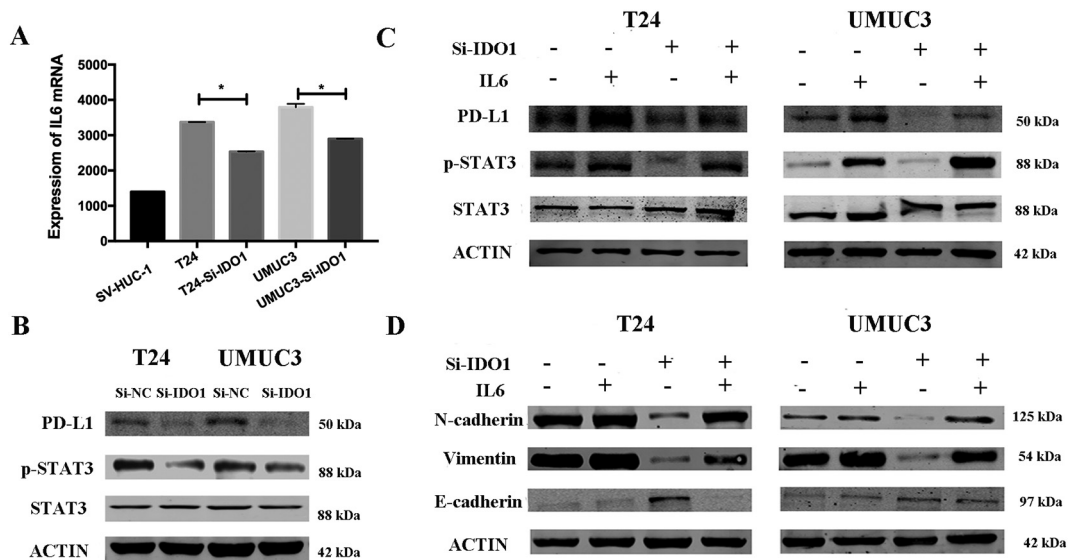 A
Expressiom of IL6 mRNA
5000
4000
3000
2000
1000
0
*
*
SV-HUC-1
T24
T24-Si-IDO1
UMUC3
UMUC3-Si-IDO1
B
T24 UMUC3
Si-NC Si-IDO1 Si-NC Si-IDO1
PD-L1 50 kDa
p-STAT3 88 kDa
STAT3 88 kDa
ACTIN 42 kDa
C
T24 UMUC3
Si-IDO1 - - + + - - + +
IL6 - + - + - + - +
PD-L1 50 kDa
p-STAT3 88 kDa
STAT3 88 kDa
ACTIN 42 kDa
D
T24 UMUC3
Si-IDO1 - - + + - - + +
IL6 - + - + - + - +
N-cadherin 125 kDa
Vimentin 54 kDa
E-cadherin 97 kDa
ACTIN 42 kDa